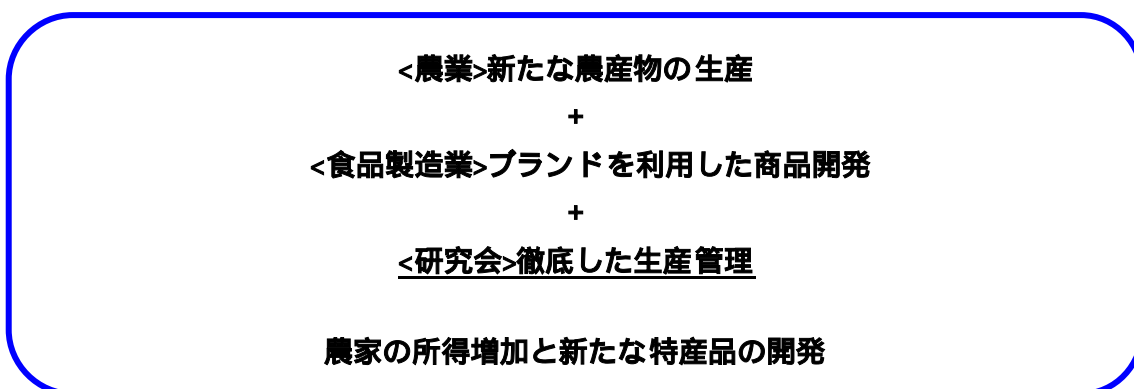 <農業>新たな農産物の生産
+
<食品製造業>ブランドを利用した商品開発
+
<研究会>徹底した生産管理
農家の所得増加と新たな特産品の開発